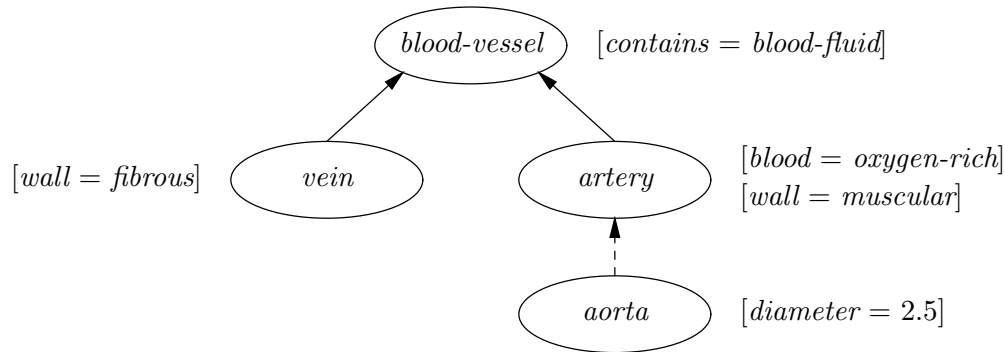 blood-vessel [contains = blood-fluid]
[wall = fibrous] vein artery [blood = oxygen-rich]
[wall = muscular]
aorta [diameter = 2.5]